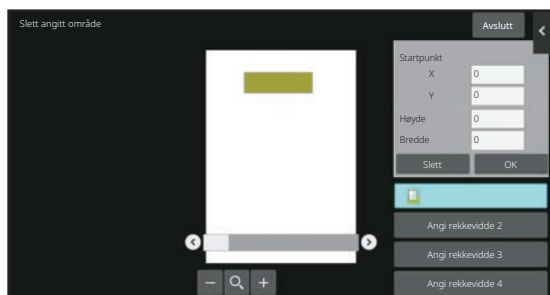 Slett angitt område
Avslutt
Startpunkt
X 0
Y 0
Høyde 0
Bredde 0
Slett OK
Angi rekkevidde 2
Angi rekkevidde 3
Angi rekkevidde 4